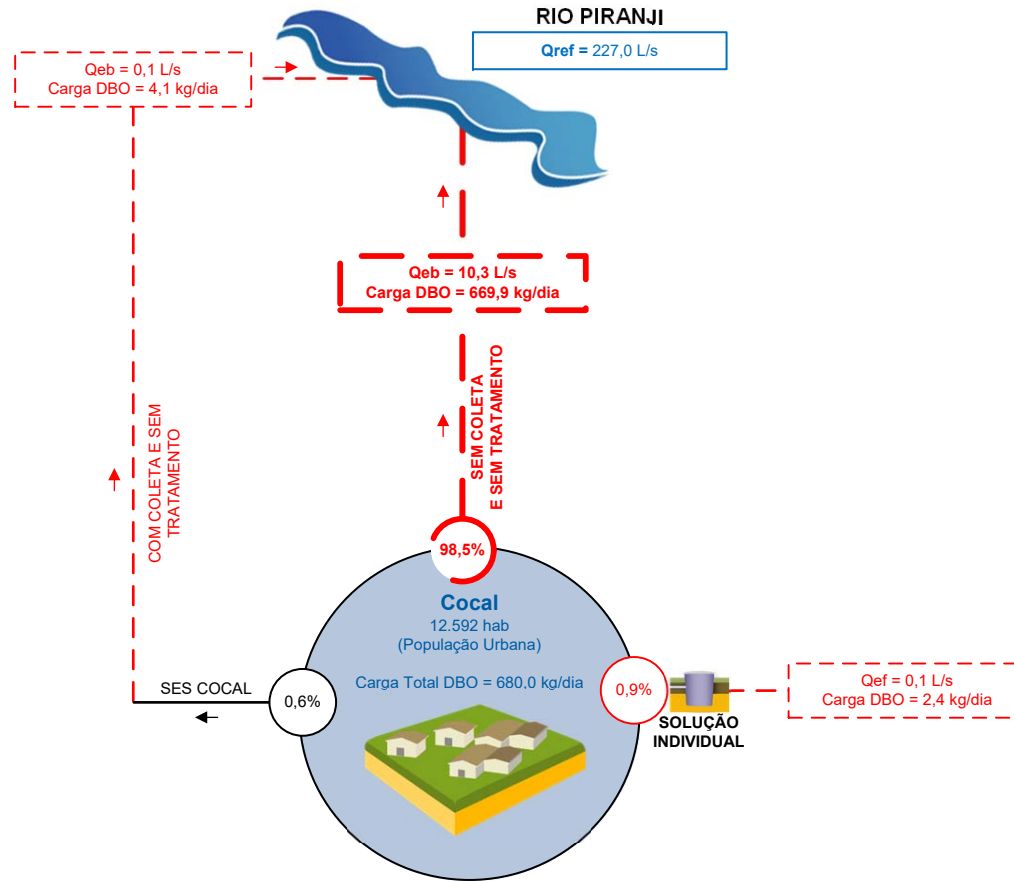 RIO PIRANJI
Qref = 227,0 L/s
Qeb = 0,1 L/s
Carga DBO = 4,1 kg/dia
Qeb = 10,3 L/s
Carga DBO = 669,9 kg/dia
COM COLETA E SEM
TRATAMENTO
SEM COLETA
E SEM TRATAMENTO
98,5%
Cocal
12.592 hab
(População Urbana)
Carga Total DBO = 680,0 kg/dia
SES COCAL
0,6%
0,9%
SOLUÇÃO
INDIVIDUAL
Qef = 0,1 L/s
Carga DBO = 2,4 kg/dia